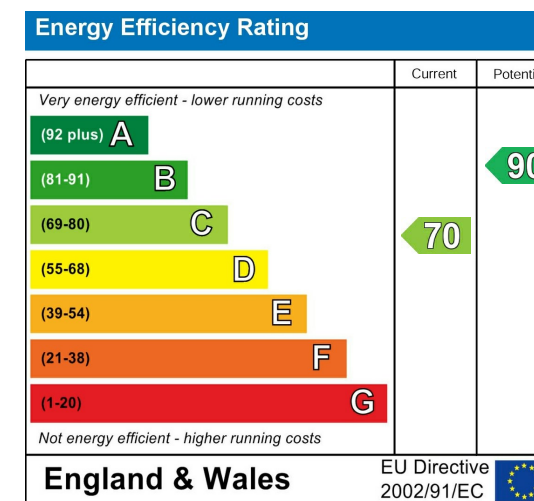 Energy Efficiency Rating
Current Potenti
Very energy efficient - lower running costs
(92 plus) A
(81-91) B
90
(69-80) C
70
(55-68) D
(39-54) E
(21-38) F
(1-20) G
Not energy efficient - higher running costs
England & Wales
EU Directive
2002/91/EC